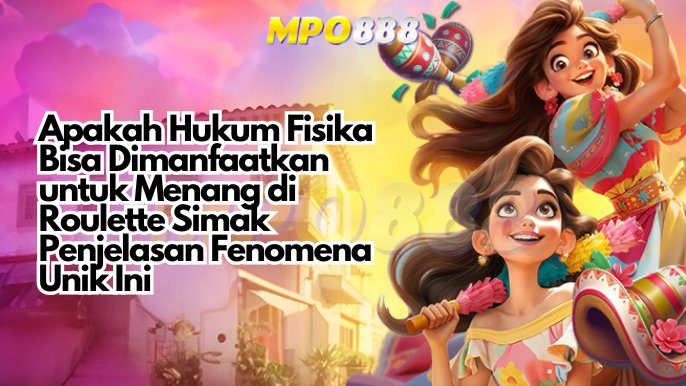 MPO888
Apakah Hukum Fisika
Bisa Dimanfaatkan
untuk Menang di
Roulette Simak
Penjelasan Fenomena
Unik Ini